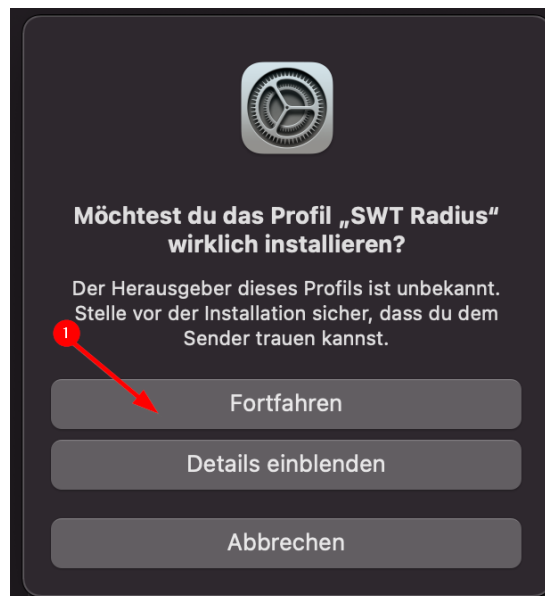 Möchtest du das Profil „SWT Radius“
wirklich installieren?
Der Herausgeber dieses Profils ist unbekannt.
Stelle vor der Installation sicher, dass du dem
Sender trauen kannst.
1
Fortfahren
Details einblenden
Abbrechen